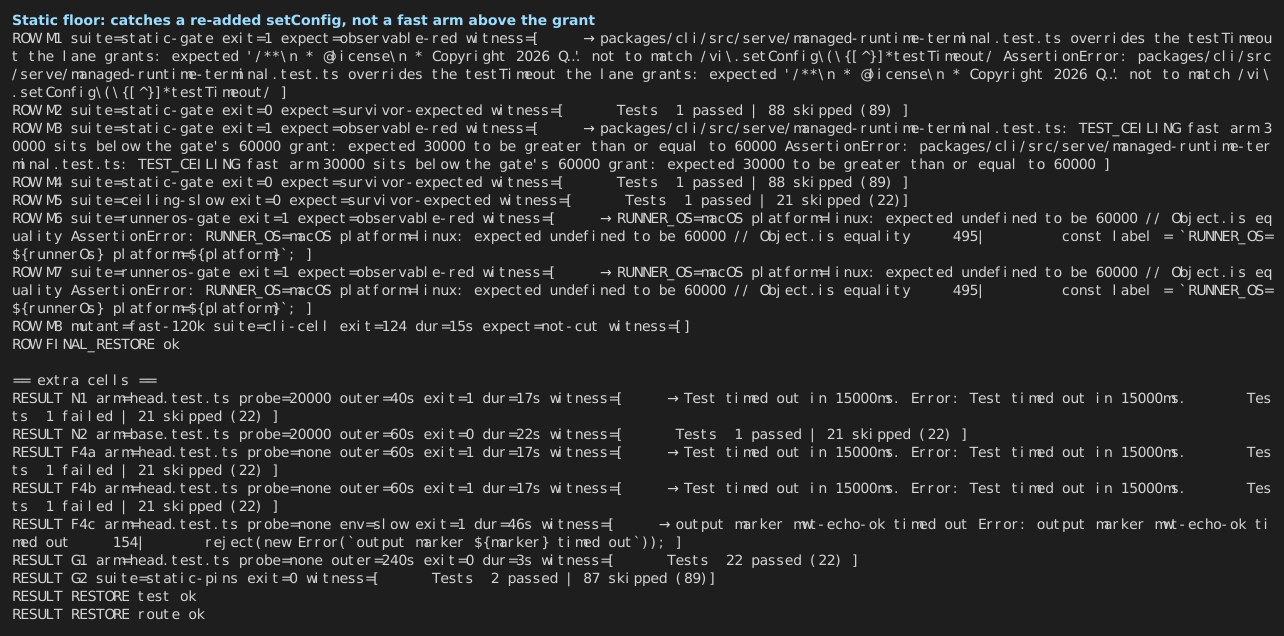 Static floor: catches a re-added setConfig, not a fast arm above the grant
ROW M1 suite=static-gate exit=1 expect=observable-red witness=[ → packages/cli/src/serve/managed-runtime-terminal.test.ts overrides the testTimeou
t the lane grants: expected '/**\n * @license\n * Copyright 2026 Q…' not to match /vi\.setConfig\(\{[^}]*testTimeout/ AssertionError: packages/cli/src
/serve/managed-runtime-terminal.test.ts overrides the testTimeout the lane grants: expected '/**\n * @license\n * Copyright 2026 Q…' not to match /vi\
.setConfig\(\{[^}]*testTimeout/ ]
ROW M2 suite=static-gate exit=0 expect=survivor-expected witness=[ Tests 1 passed | 88 skipped (89) ]
ROW M3 suite=static-gate exit=1 expect=observable-red witness=[ → packages/cli/src/serve/managed-runtime-terminal.test.ts: TEST_CEILING fast arm 3
0000 sits below the gate's 60000 grant: expected 30000 to be greater than or equal to 60000 AssertionError: packages/cli/src/serve/managed-runtime-ter
minal.test.ts: TEST_CEILING fast arm 30000 sits below the gate's 60000 grant: expected 30000 to be greater than or equal to 60000 ]
ROW M4 suite=static-gate exit=0 expect=survivor-expected witness=[ Tests 1 passed | 88 skipped (89) ]
ROW M5 suite=ceiling-slow exit=0 expect=survivor-expected witness=[ Tests 1 passed | 21 skipped (22)]
ROW M6 suite=runneros-gate exit=1 expect=observable-red witness=[ → RUNNER_OS=macOS platform=linux: expected undefined to be 60000 // Object.is eq
uality AssertionError: RUNNER_OS=macOS platform=linux: expected undefined to be 60000 // Object.is equality 495| const label = `RUNNER_OS=
${runnerOs} platform=${platform}`; ]
ROW M7 suite=runneros-gate exit=1 expect=observable-red witness=[ → RUNNER_OS=macOS platform=linux: expected undefined to be 60000 // Object.is eq
uality AssertionError: RUNNER_OS=macOS platform=linux: expected undefined to be 60000 // Object.is equality 495| const label = `RUNNER_OS=
${runnerOs} platform=${platform}`; ]
ROW M8 mutant=fast-120k suite=cli-cell exit=124 dur=15s expect=not-cut witness=[]
ROW FINAL_RESTORE ok

== extra cells ==
RESULT N1 arm=head.test.ts probe=20000 outer=40s exit=1 dur=17s witness=[ → Test timed out in 15000ms. Error: Test timed out in 15000ms. Tes
ts 1 failed | 21 skipped (22) ]
RESULT N2 arm=base.test.ts probe=20000 outer=60s exit=0 dur=22s witness=[ Tests 1 passed | 21 skipped (22) ]
RESULT F4a arm=head.test.ts probe=none outer=60s exit=1 dur=17s witness=[ → Test timed out in 15000ms. Error: Test timed out in 15000ms. Tes
ts 1 failed | 21 skipped (22) ]
RESULT F4b arm=head.test.ts probe=none outer=60s exit=1 dur=17s witness=[ → Test timed out in 15000ms. Error: Test timed out in 15000ms. Tes
ts 1 failed | 21 skipped (22) ]
RESULT F4c arm=head.test.ts probe=none env=slow exit=1 dur=46s witness=[ → output marker mwt-echo-ok timed out Error: output marker mwt-echo-ok ti
med out 154| reject(new Error(`output marker ${marker} timed out`)); ]
RESULT G1 arm=head.test.ts probe=none outer=240s exit=0 dur=3s witness=[ Tests 22 passed (22) ]
RESULT G2 suite=static-pins exit=0 witness=[ Tests 2 passed | 87 skipped (89)]
RESULT RESTORE test ok
RESULT RESTORE route ok